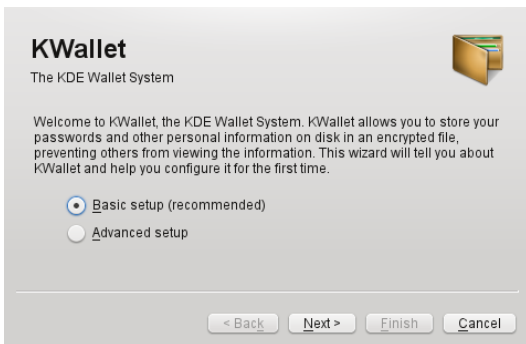 KWallet
The KDE Wallet System
Welcome to KWallet, the KDE Wallet System. KWallet allows you to store your
passwords and other personal information on disk in an encrypted file,
preventing others from viewing the information. This wizard will tell you about
KWallet and help you configure it for the first time.
Basic setup (recommended)
Advanced setup
< Back Next > Finish Cancel